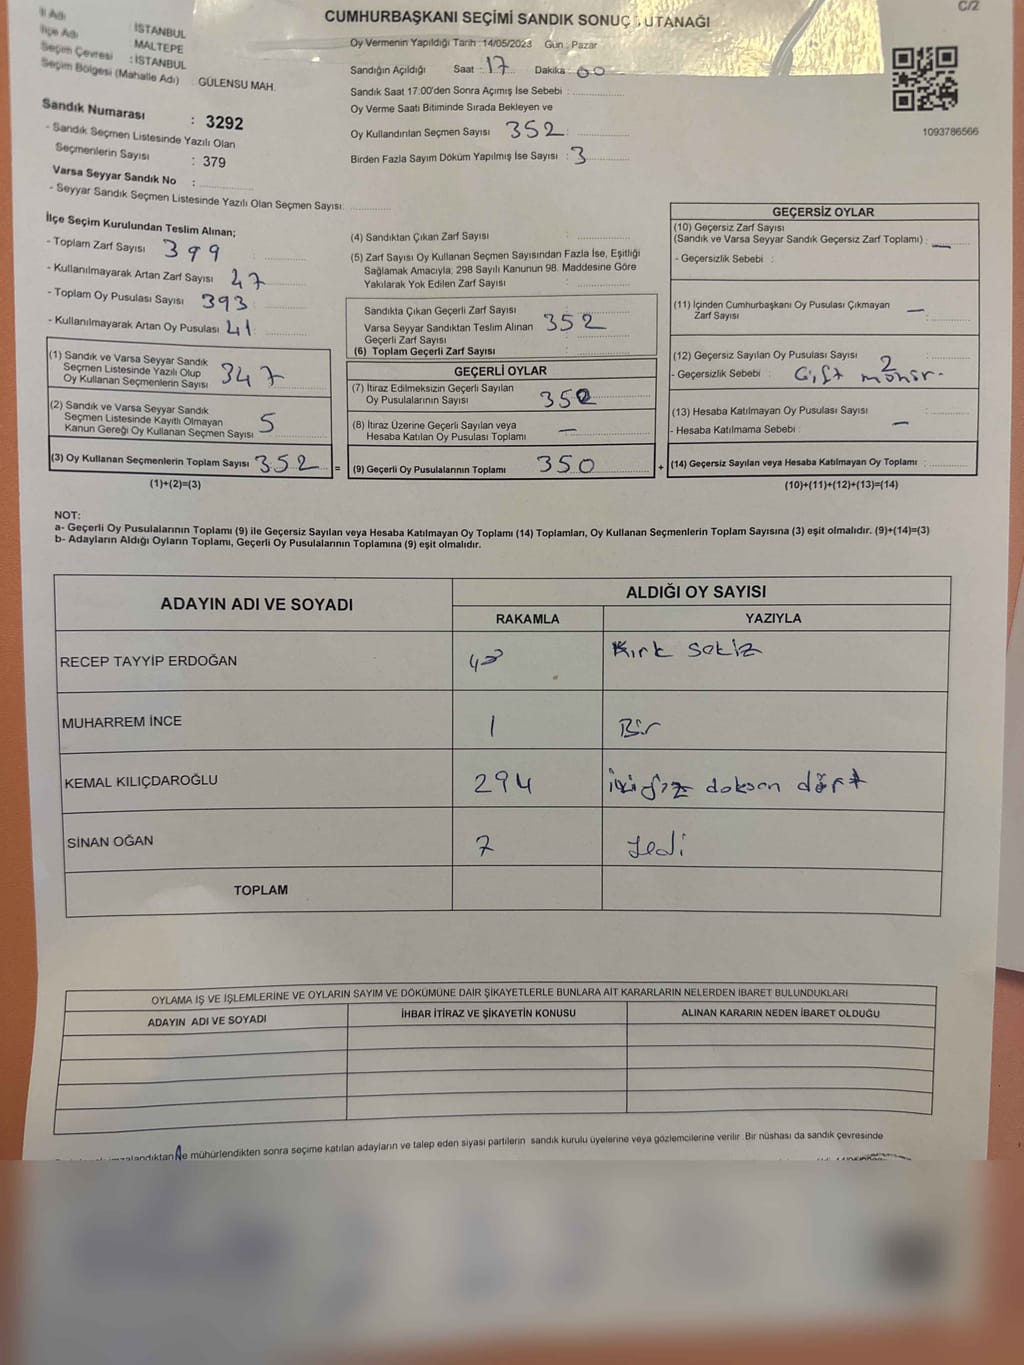 C/2
CUMHURBAŞKANI SEÇİMİ SANDIK SONUÇ TUTANAĞI
İl Adı : İSTANBUL
İlçe Adı : MALTEPE
Seçim Çevresi : İSTANBUL
Seçim Bölgesi (Mahalle Adı) : GÜLENSU MAH.
Oy Vermenin Yapıldığı Tarih : 14/05/2023 Gün : Pazar
Sandığın Açıldığı Saat : 17 Dakika : 00
Sandık Saat 17:00'den Sonra Açımış İse Sebebi :
Oy Verme Saati Bitiminde Sırada Bekleyen ve
Oy Kullandırılan Seçmen Sayısı 352
Birden Fazla Sayım Döküm Yapılmış İse Sayısı : 3
1093786566
Sandık Numarası : 3292
- Sandık Seçmen Listesinde Yazılı Olan
Seçmenlerin Sayısı : 379
Varsa Seyyar Sandık No :
- Seyyar Sandık Seçmen Listesinde Yazılı Olan Seçmen Sayısı:
İlçe Seçim Kurulundan Teslim Alınan;
- Toplam Zarf Sayısı 399
- Kullanılmayarak Artan Zarf Sayısı 47
- Toplam Oy Pusulası Sayısı 393
- Kullanılmayarak Artan Oy Pusulası 41
(1) Sandık ve Varsa Seyyar Sandık
Seçmen Listesinde Yazılı Olup
Oy Kullanan Seçmenlerin Sayısı 347
(2) Sandık ve Varsa Seyyar Sandık
Seçmen Listesinde Kayıtlı Olmayan
Kanun Gereği Oy Kullanan Seçmen Sayısı 5
(3) Oy Kullanan Seçmenlerin Toplam Sayısı 352 =
(1)+(2)=(3)
(4) Sandıktan Çıkan Zarf Sayısı :
(5) Zarf Sayısı Oy Kullanan Seçmen Sayısından Fazla İse, Eşitliği
Sağlamak Amacıyla, 298 Sayılı Kanunun 98. Maddesine Göre
Yakılarak Yok Edilen Zarf Sayısı :
Sandıkta Çıkan Geçerli Zarf Sayısı :
Varsa Seyyar Sandıktan Teslim Alınan 352
Geçerli Zarf Sayısı :
(6) Toplam Geçerli Zarf Sayısı :
GEÇERLİ OYLAR
(7) İtiraz Edilmeksizin Geçerli Sayılan
Oy Pusulalarının Sayısı
(8) İtiraz Üzerine Geçerli Sayılan veya
Hesaba Katılan Oy Pusulası Toplamı –
(9) Geçerli Oy Pusulalarının Toplamı 350 +
GEÇERSİZ OYLAR
(10) Geçersiz Zarf Sayısı
(Sandık ve Varsa Seyyar Sandık Geçersiz Zarf Toplamı) : –
- Geçersizlik Sebebi :
(11) İçinden Cumhurbaşkanı Oy Pusulası Çıkmayan
Zarf Sayısı : –
(12) Geçersiz Sayılan Oy Pusulası Sayısı : 2
- Geçersizlik Sebebi : Çift mühür-
(13) Hesaba Katılmayan Oy Pusulası Sayısı :
- Hesaba Katılmama Sebebi : –
(14) Geçersiz Sayılan veya Hesaba Katılmayan Oy Toplamı :
(10)+(11)+(12)+(13)=(14)
NOT:
a- Geçerli Oy Pusulalarının Toplamı (9) ile Geçersiz Sayılan veya Hesaba Katılmayan Oy Toplamı (14) Toplamları, Oy Kullanan Seçmenlerin Toplam Sayısına (3) eşit olmalıdır. (9)+(14)=(3)
b- Adayların Aldığı Oyların Toplamı, Geçerli Oy Pusulalarının Toplamına (9) eşit olmalıdır.
ADAYIN ADI VE SOYADI
ALDIĞI OY SAYISI
RAKAMLA YAZIYLA
RECEP TAYYİP ERDOĞAN 48 Kırk sekiz
MUHARREM İNCE 1 Bir
KEMAL KILIÇDAROĞLU 294 ikiyüz doksan dört
SİNAN OĞAN 7 Yedi
TOPLAM
OYLAMA İŞ VE İŞLEMLERİNE VE OYLARIN SAYIM VE DÖKÜMÜNE DAİR ŞİKAYETLERLE BUNLARA AİT KARARLARIN NELERDEN İBARET BULUNDUKLARI
ADAYIN ADI VE SOYADI İHBAR İTİRAZ VE ŞİKAYETİN KONUSU ALINAN KARARIN NEDEN İBARET OLDUĞU
mühürlendikten sonra seçime katılan adayların ve talep eden siyasi partilerin sandık kurulu üyelerine veya gözlemcilerine verilir. Bir nüshası da sandık çevresinde